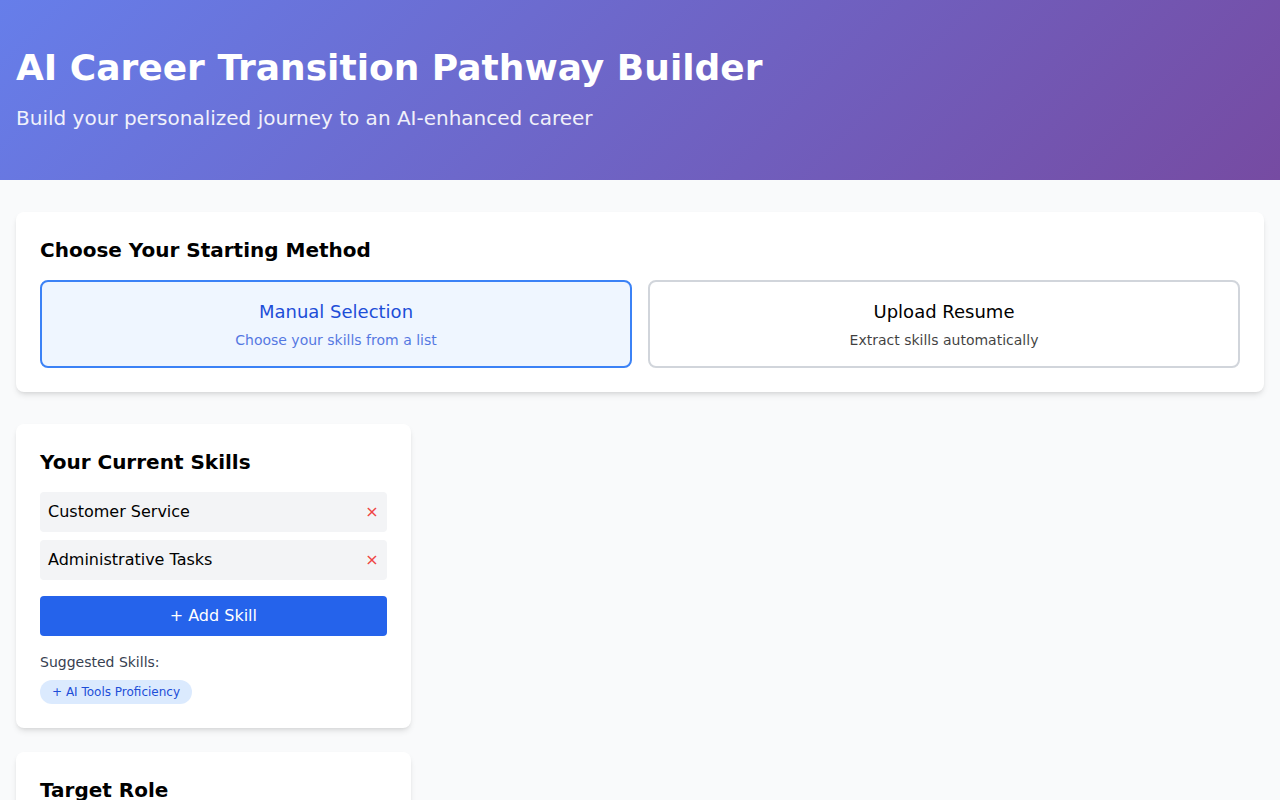 AI Career Transition Pathway Builder
Build your personalized journey to an AI-enhanced career
Choose Your Starting Method
Manual Selection
Choose your skills from a list
Upload Resume
Extract skills automatically
Your Current Skills
Customer Service ×
Administrative Tasks ×
+ Add Skill
Suggested Skills:
+ AI Tools Proficiency
Target Role